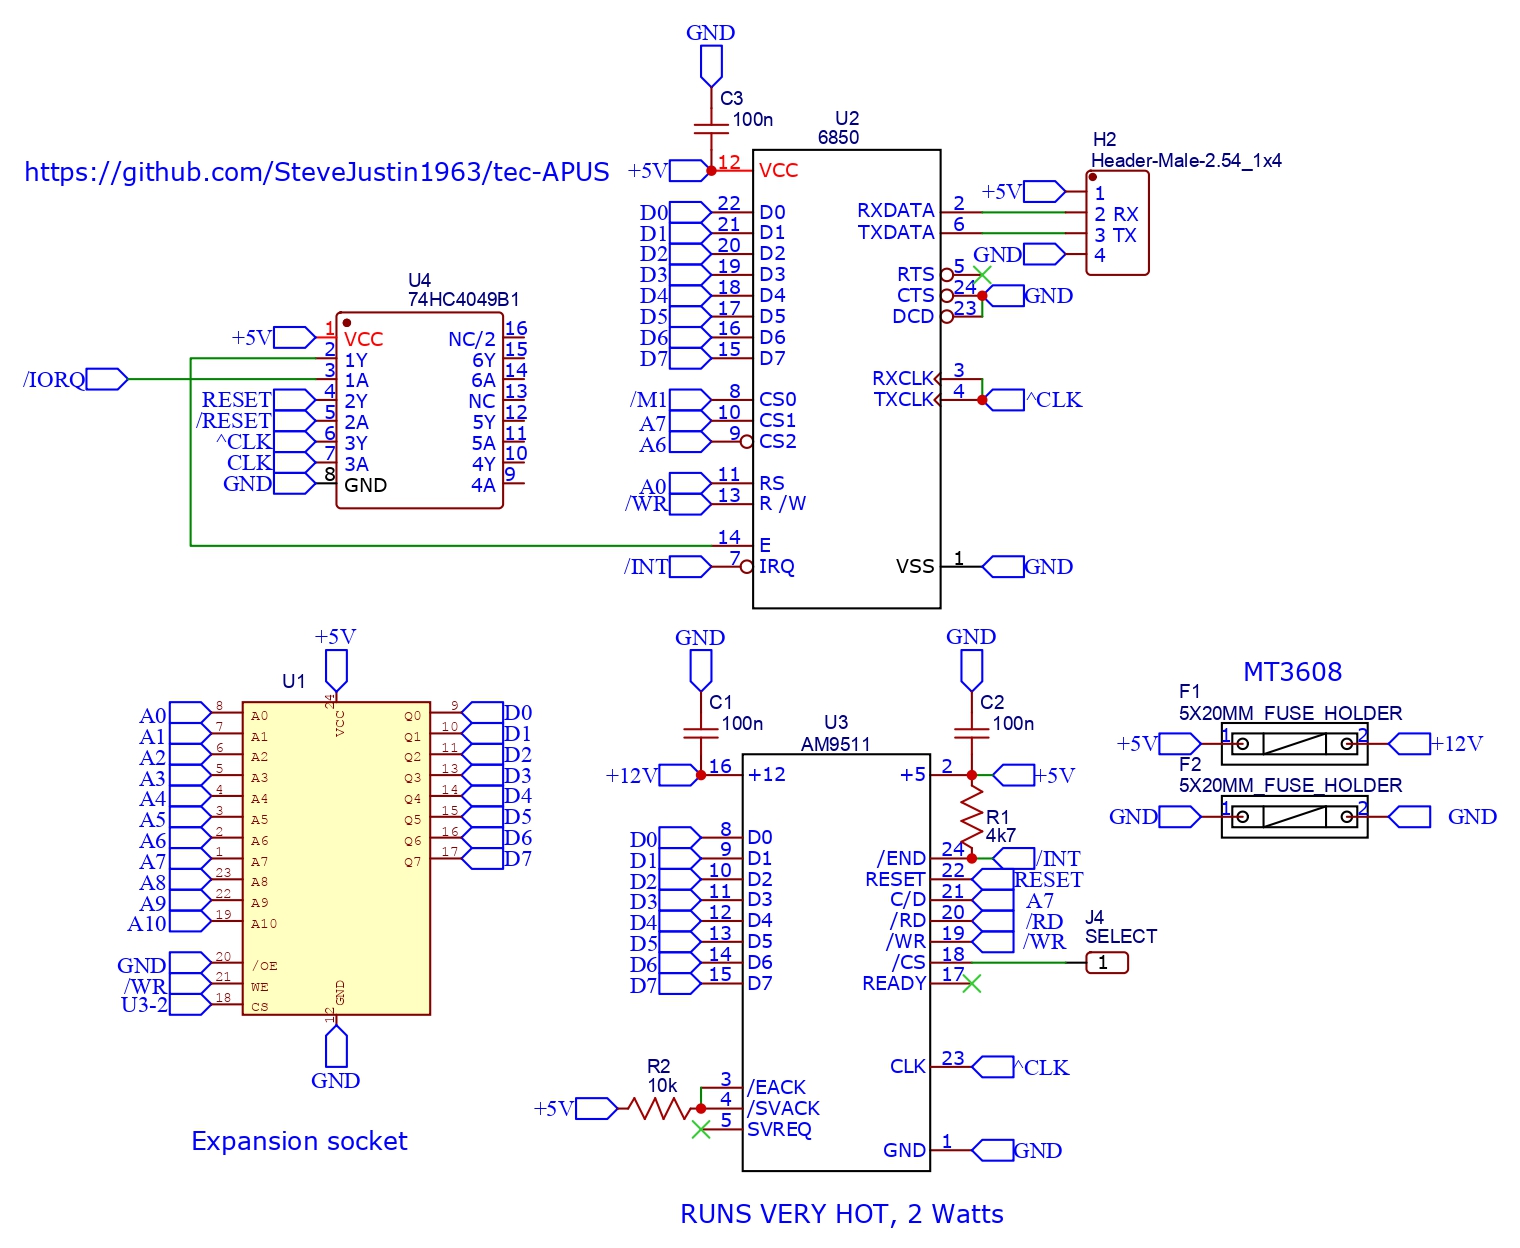 GND
C3
100n
U2
6850
https://github.com/SteveJustin1963/tec-APUS
+5V
12
VCC
D0
22
D0
D1
21
D1
D2
20
D2
D3
19
D3
D4
18
D4
D5
17
D5
D6
16
D6
D7
15
D7
/M1
8
CS0
A7
10
CS1
A6
9
CS2
A0
11
RS
/WR
13
R /W
14
E
/INT
7
IRQ
RXDATA
2
TXDATA
6
RTS
5
CTS
24
GND
DCD
23
RXCLK
3
TXCLK
4
^CLK
VSS
1
GND
H2
Header-Male-2.54_1x4
+5V
1
2 RX
3 TX
GND
4
U4
74HC4049B1
+5V
1
VCC
2
1Y
/IORQ
3
1A
RESET
4
2Y
/RESET
5
2A
^CLK
6
3Y
CLK
7
3A
GND
8
GND
NC/2
16
6Y
15
6A
14
NC
13
5Y
12
5A
11
4Y
10
4A
9
+5V
U1
24
VCC
A0
8
A0
A1
7
A1
A2
6
A2
A3
5
A3
A4
4
A4
A5
3
A5
A6
2
A6
A7
1
A7
A8
23
A8
A9
22
A9
A10
19
A10
GND
20
/OE
/WR
21
WE
U3-2
18
CS
Q0
9
D0
Q1
10
D1
Q2
11
D2
Q3
13
D3
Q4
14
D4
Q5
15
D5
Q6
16
D6
Q7
17
D7
GND
12
GND
Expansion socket
GND
C1
100n
U3
AM9511
GND
C2
100n
+12V
16
+12
D0
8
D0
D1
9
D1
D2
10
D2
D3
11
D3
D4
12
D4
D5
13
D5
D6
14
D6
D7
15
D7
R2
10k
+5V
3
/EACK
4
/SVACK
5
SVREQ
+5
2
+5V
R1
4k7
/END
24
/INT
RESET
22
RESET
C/D
21
A7
/RD
20
/RD
/WR
19
/WR
/CS
18
READY
17
CLK
23
^CLK
GND
1
GND
J4
SELECT
1
MT3608
F1
5X20MM_FUSE_HOLDER
+5V
1
2
+12V
F2
5X20MM_FUSE_HOLDER
GND
1
2
GND
RUNS VERY HOT, 2 Watts